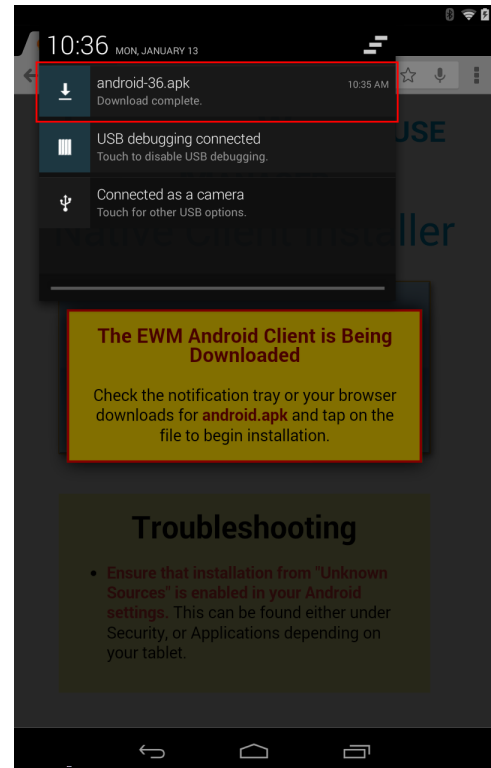 10:36 MON, JANUARY 13
android-36.apk 10:35 AM
Download complete.
USB debugging connected
Touch to disable USB debugging.
Connected as a camera
Touch for other USB options.
USE
Native Client Installer
The EWM Android Client is Being
Downloaded
Check the notification tray or your browser
downloads for android.apk and tap on the
file to begin installation.
Troubleshooting
• Ensure that installation from "Unknown
Sources" is enabled in your Android
settings. This can be found either under
Security, or Applications depending on
your tablet.